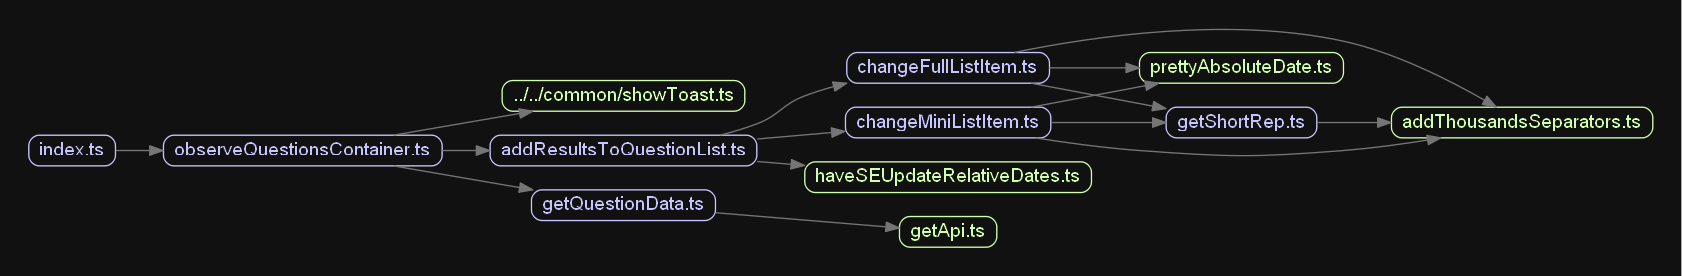 index.ts
observeQuestionsContainer.ts
../../common/showToast.ts
addResultsToQuestionList.ts
getQuestionData.ts
changeFullListItem.ts
changeMiniListItem.ts
haveSEUpdateRelativeDates.ts
getApi.ts
prettyAbsoluteDate.ts
getShortRep.ts
addThousandsSeparators.ts